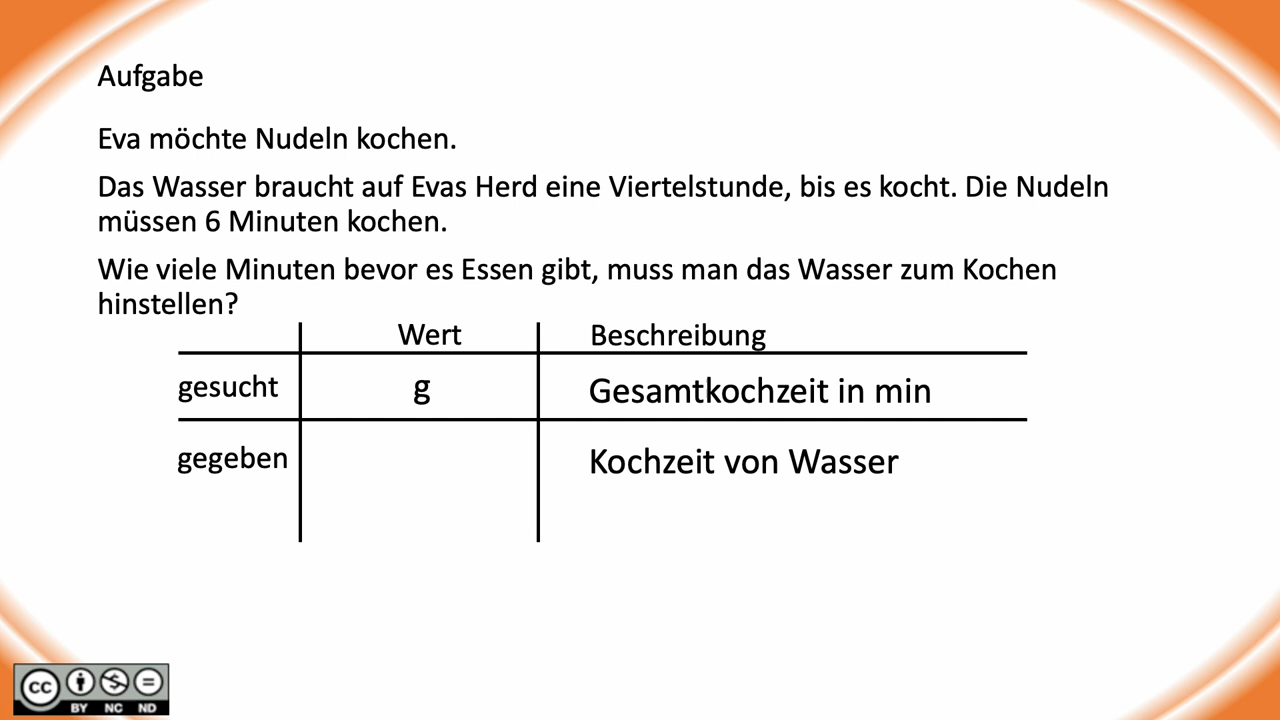 Aufgabe
Eva möchte Nudeln kochen.
Das Wasser braucht auf Evas Herd eine Viertelstunde, bis es kocht. Die Nudeln
müssen 6 Minuten kochen.
Wie viele Minuten bevor es Essen gibt, muss man das Wasser zum Kochen
hinstellen?
Wert Beschreibung
gesucht g Gesamtkochzeit in min
gegeben Kochzeit von Wasser
cc
BY NC ND